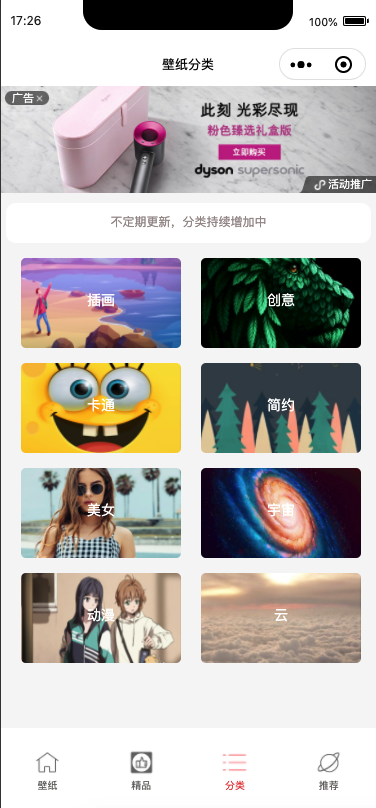 17:26
100%
壁纸分类
广告×
此刻 光彩尽现
粉色臻选礼盒版
立即购买
dyson supersonic
活动推广
不定期更新，分类持续增加中
插画
创意
卡通
简约
美女
宇宙
动漫
云
壁纸
精品
分类
推荐